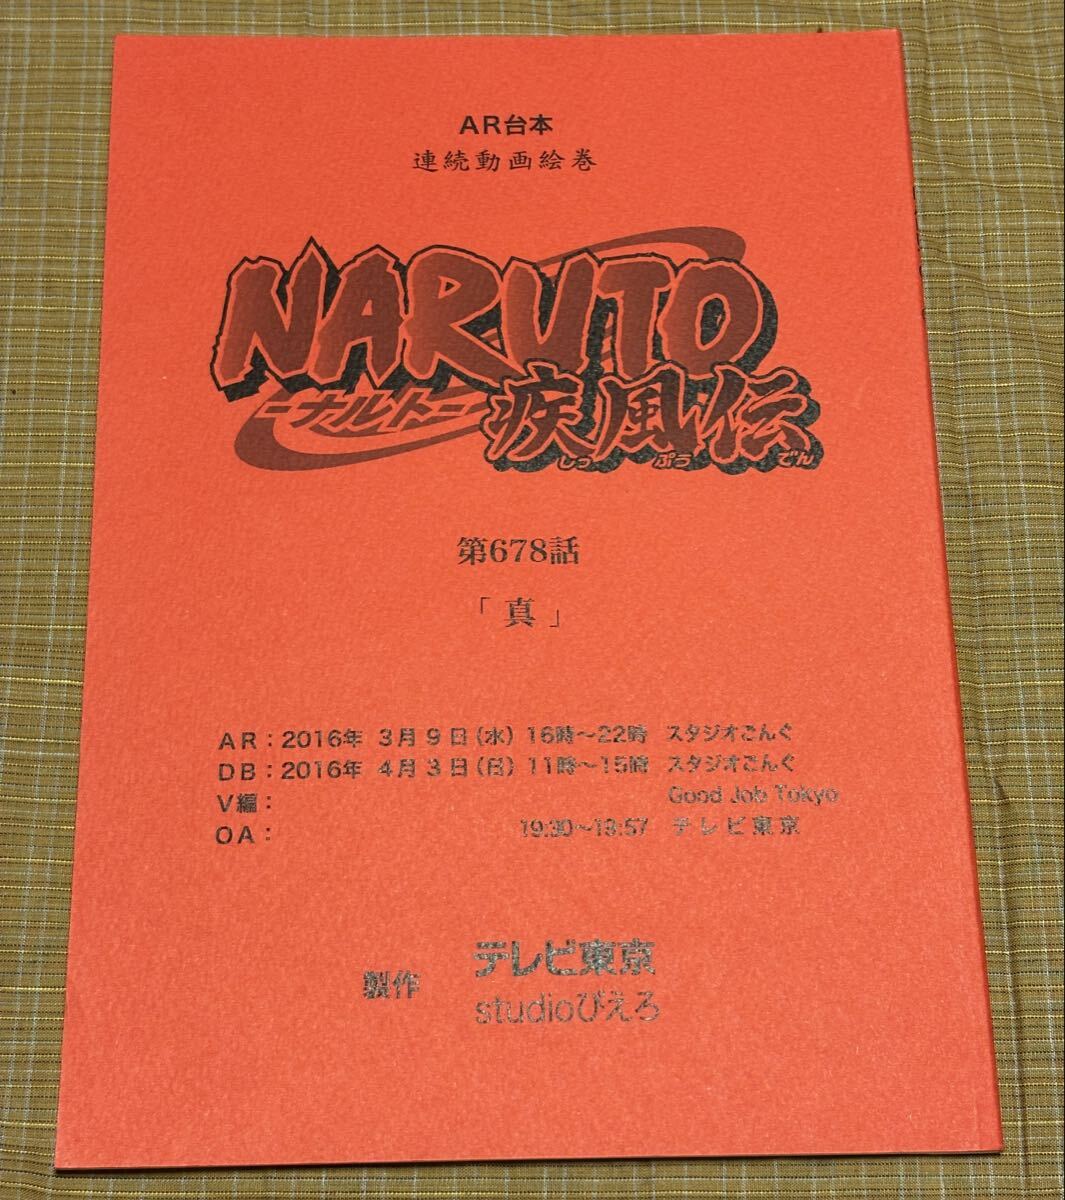 AR台本
連続動画絵巻
NARUTO
-ナルト-
疾風伝
しっぷうでん
第678話
「真」
AR:2016年 3月9日(水) 16時~22時 スタジオごんぐ
DB:2016年 4月3日(日) 11時~15時 スタジオごんぐ
V編: Good Job Tokyo
OA: 19:30~19:57 テレビ東京
製作 テレビ東京
studioぴえろ